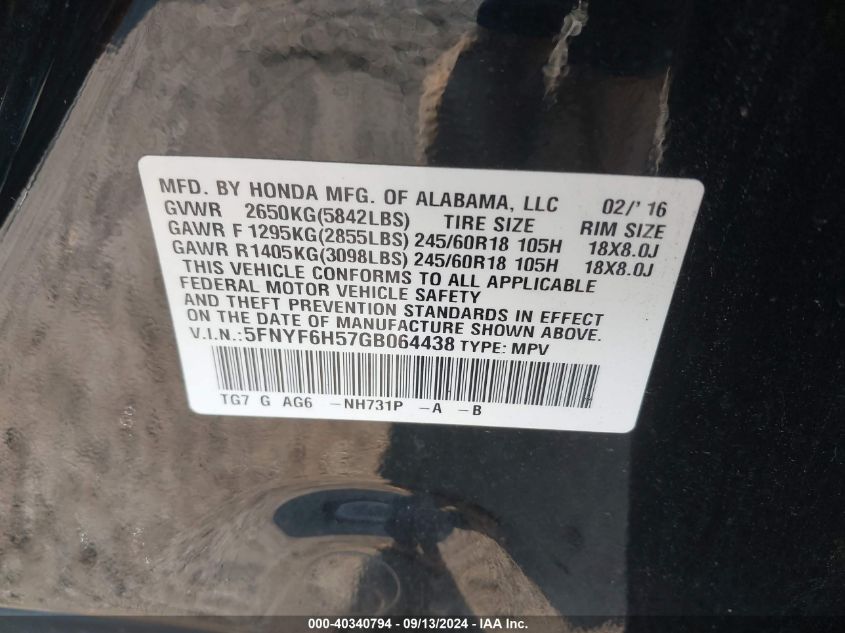 MFD. BY HONDA MFG. OF ALABAMA, LLC 02/'16
GVWR 2650KG(5842LBS) TIRE SIZE RIM SIZE
GAWR F 1295KG(2855LBS) 245/60R18 105H 18X8.0J
GAWR R1405KG(3098LBS) 245/60R18 105H 18X8.0J
THIS VEHICLE CONFORMS TO ALL APPLICABLE
FEDERAL MOTOR VEHICLE SAFETY
AND THEFT PREVENTION STANDARDS IN EFFECT
ON THE DATE OF MANUFACTURE SHOWN ABOVE.
V.I.N.:5FNYF6H57GB064438 TYPE: MPV
TG7 G AG6 -NH731P -A -B
000-40340794 - 09/13/2024 - IAA Inc.